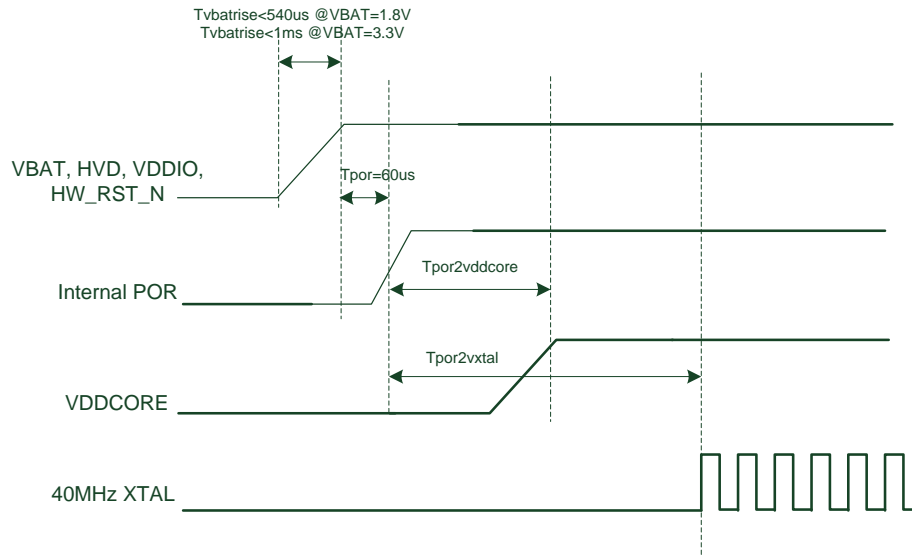 Tvbatrise<540us @VBAT=1.8V
Tvbatrise<1ms @VBAT=3.3V
VBAT, HVD, VDDIO,
HW_RST_N
Tpor=60us
Internal POR
Tpor2vddcore
Tpor2vxtal
VDDCORE
40MHz XTAL